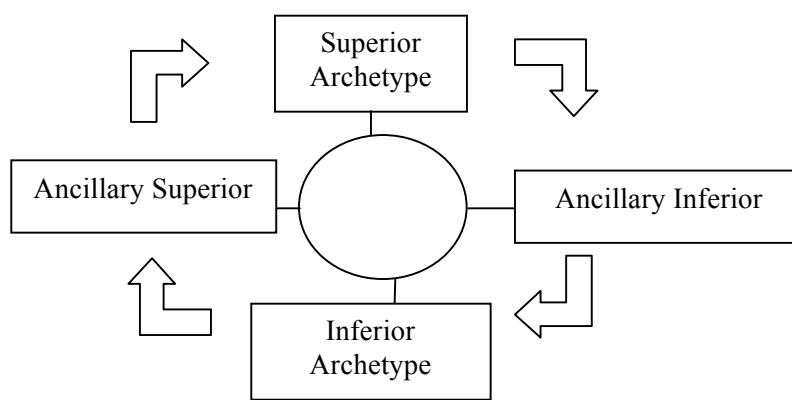 Superior
Archetype
Ancillary Superior
Ancillary Inferior
Inferior
Archetype